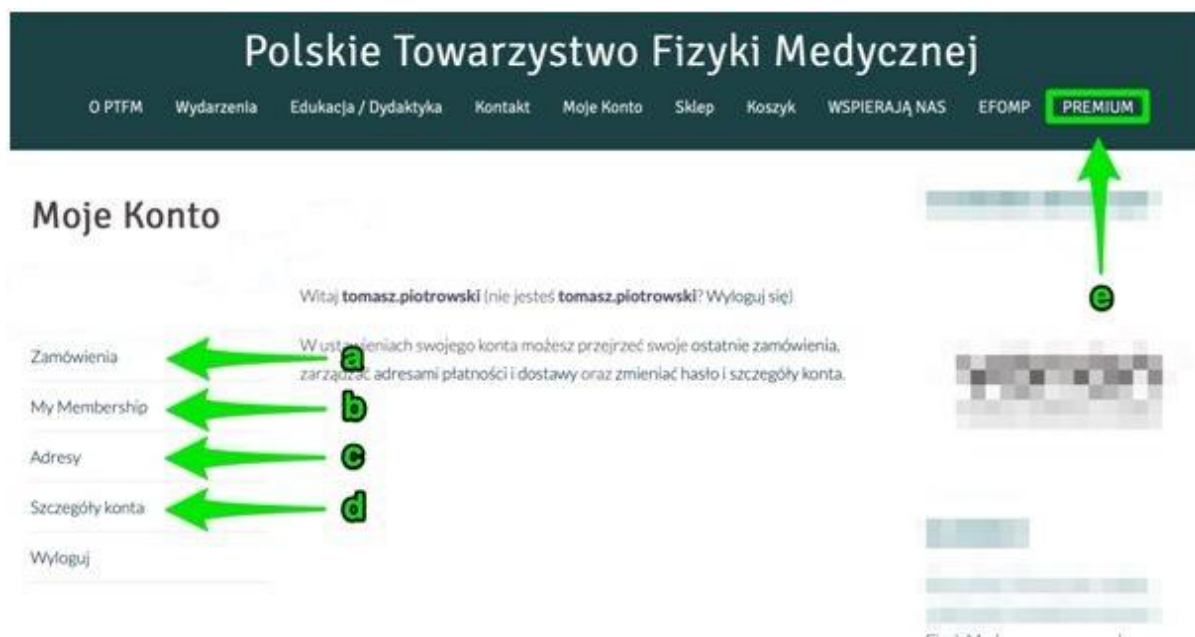 Polskie Towarzystwo Fizyki Medycznej
O PTFM Wydarzenia Edukacja / Dydaktyka Kontakt Moje Konto Sklep Koszyk WSPIERAJĄ NAS EFOMP PREMIUM
Moje Konto
Witaj tomasz.piotrowski (nie jesteś tomasz.piotrowski? Wyloguj się)
e
W ustawieniach swojego konta możesz przejrzeć swoje ostatnie zamówienia,
zarządzać adresami płatności i dostawy oraz zmieniać hasło i szczegóły konta.
Zamówienia a
My Membership b
Adresy c
Szczegóły konta d
Wyloguj